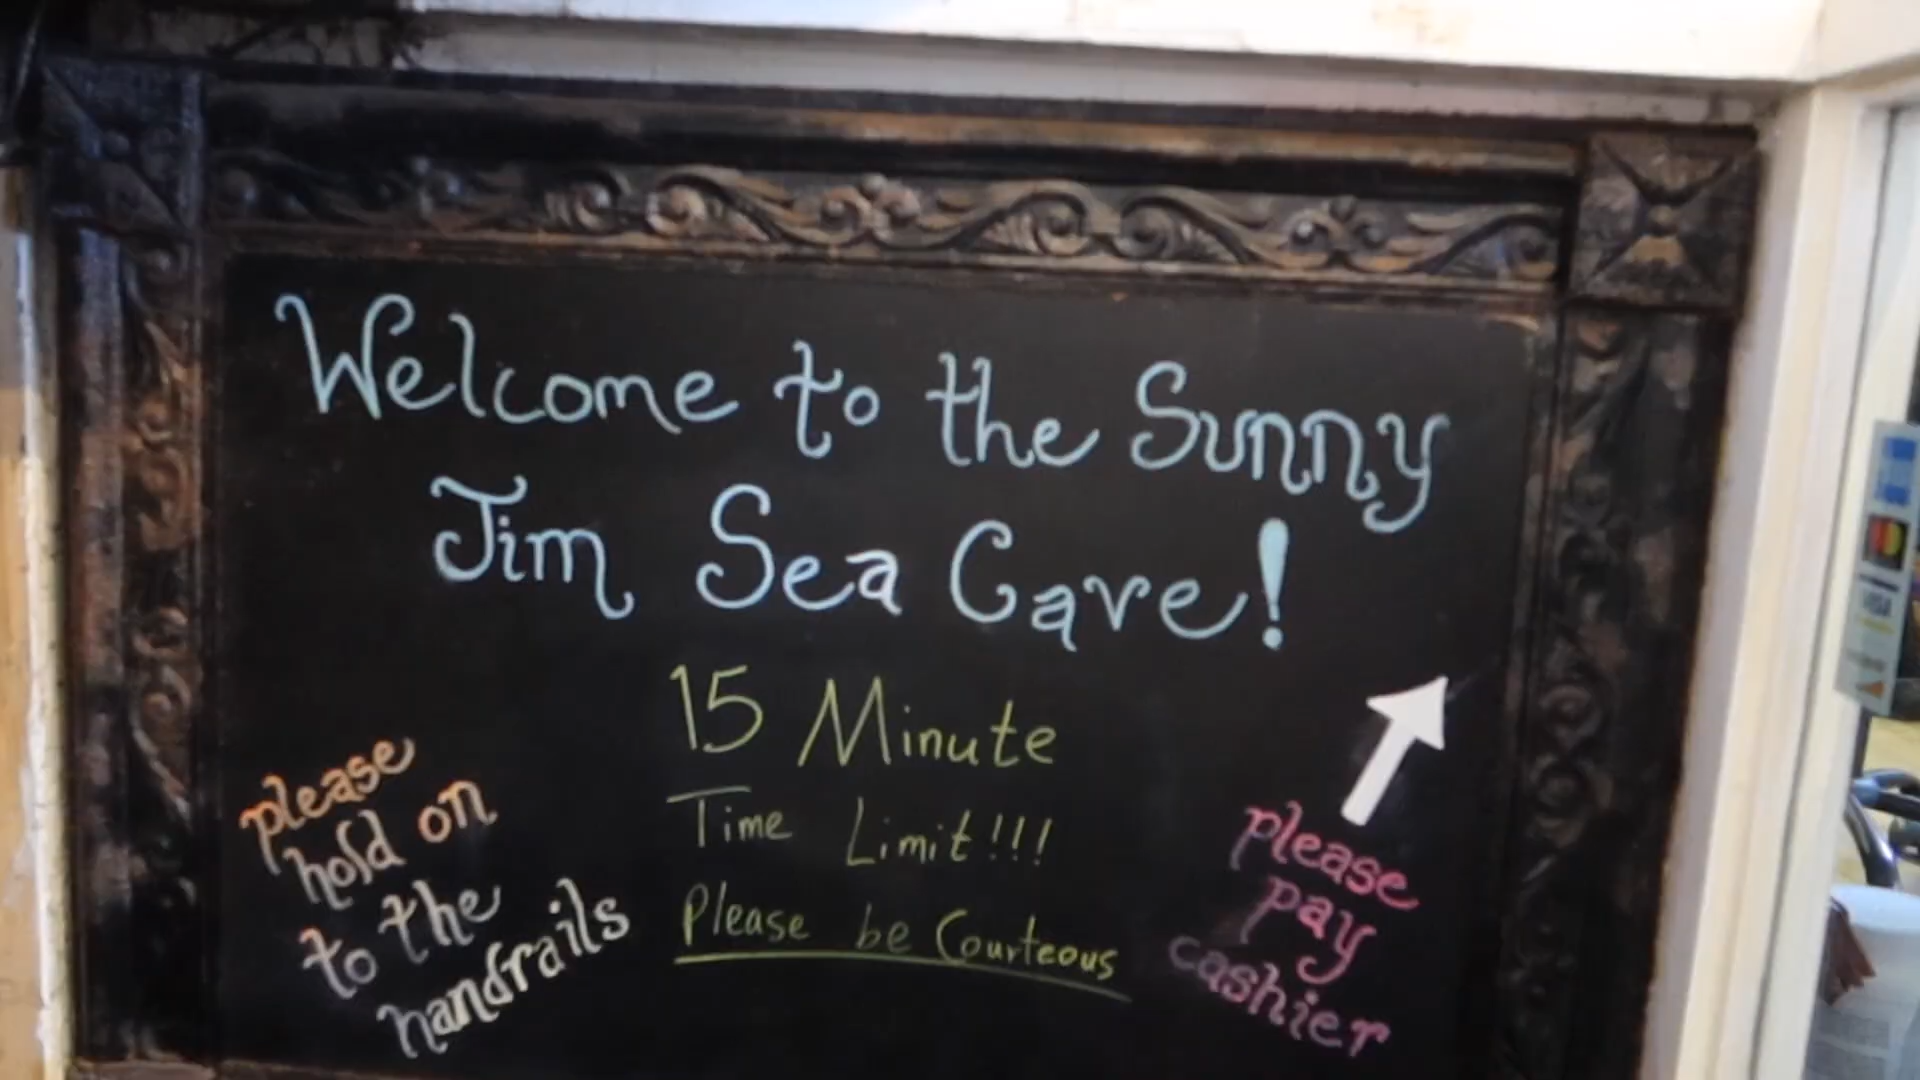 Welcome to the Sunny
Jim Sea Cave!
15 Minute
Time Limit!!!
Please be Courteous
please
hold on
to the
handrails
please
pay
cashier
VISA